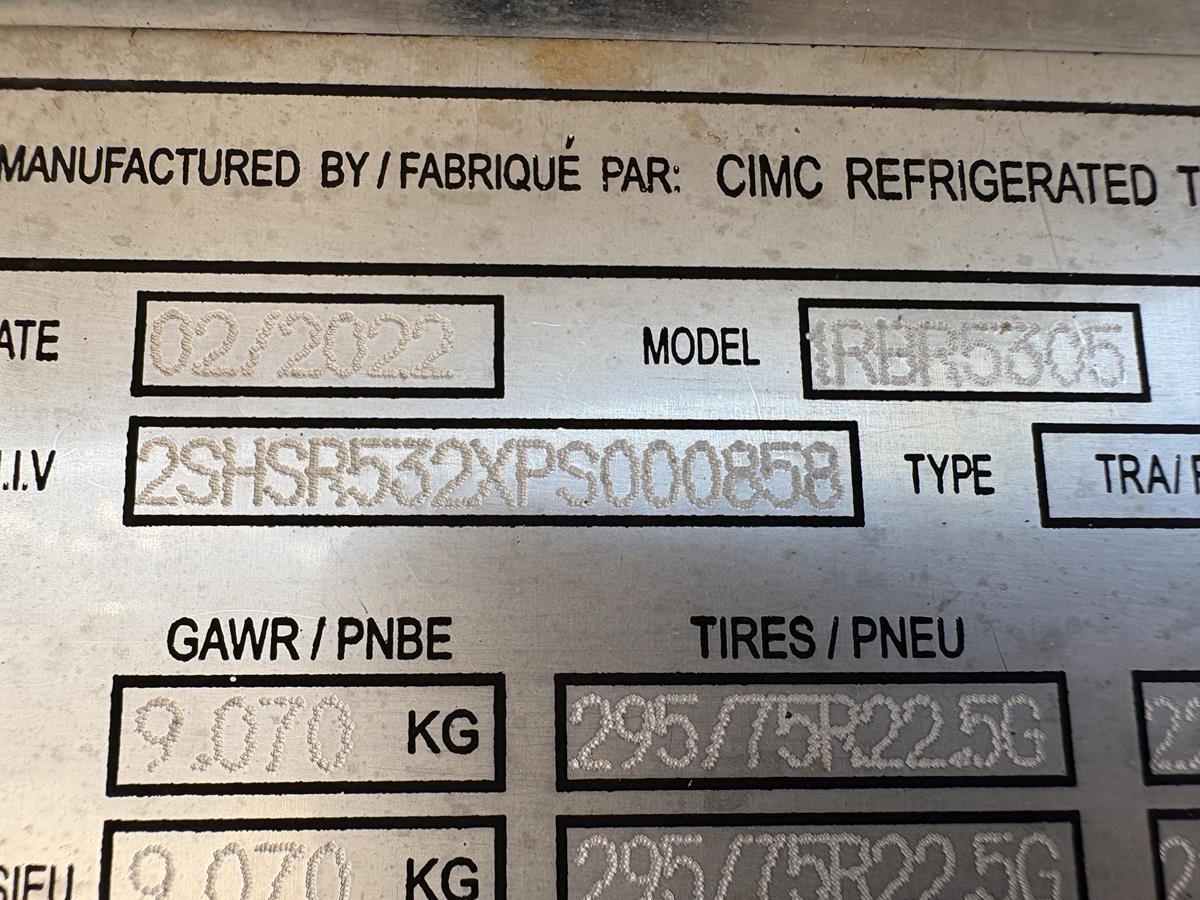 MANUFACTURED BY / FABRIQUÉ PAR: CIMC REFRIGERATED T
ATE 02/2022 MODEL 1RBR5305
.I.V 2SHSR532XPS000858 TYPE TRA/
GAWR / PNBE TIRES / PNEU
9.070 KG 295/75R22.5G
9.070 KG 295/75R22.5G